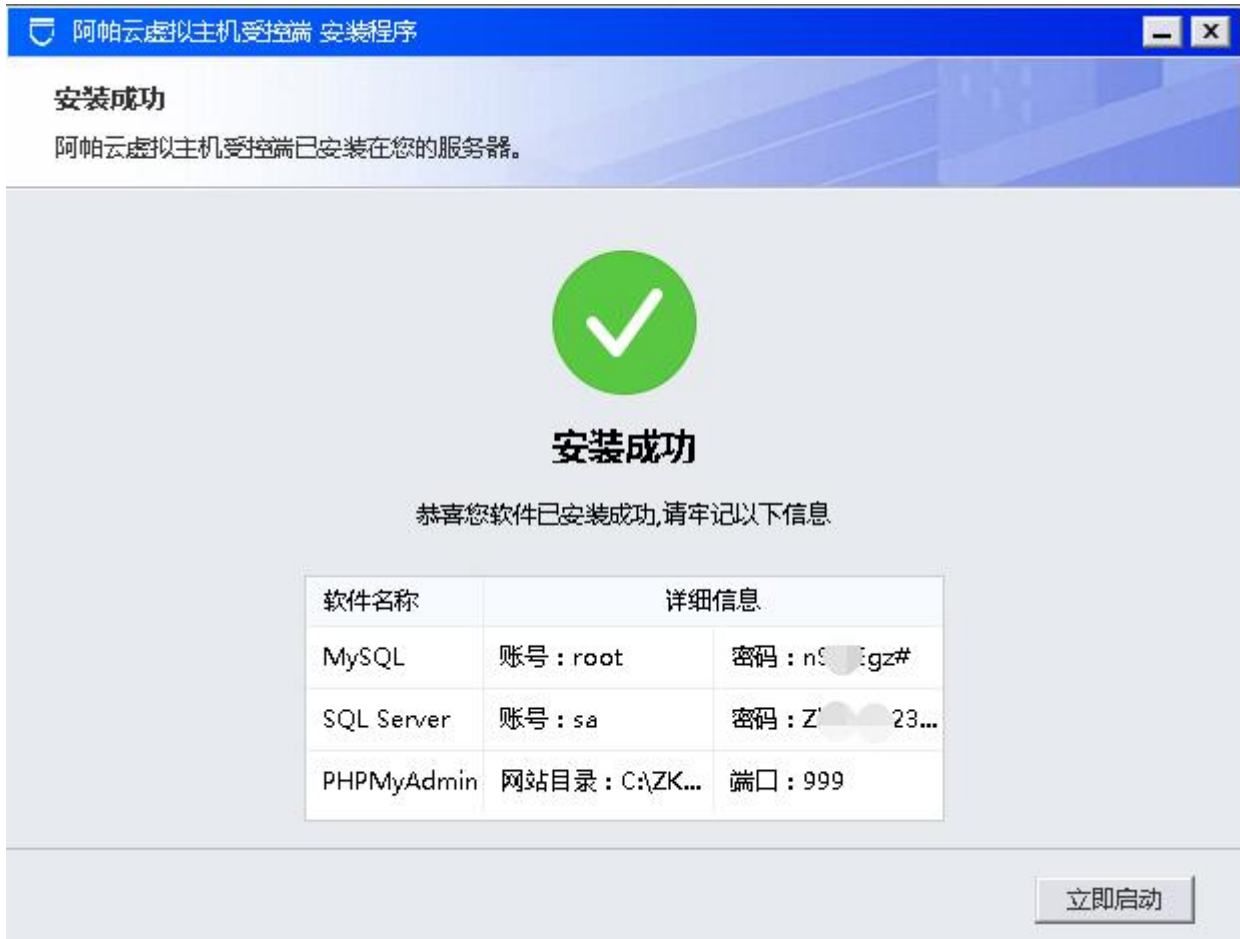 阿帕云虚拟主机受控端 安装程序
安装成功
阿帕云虚拟主机受控端已安装在您的服务器。
安装成功
恭喜您软件已安装成功,请牢记以下信息
软件名称 详细信息
MySQL 账号：root 密码：
SQL Server 账号：sa 密码：
PHPMyAdmin 网站目录：C:\ZK... 端口：999
立即启动